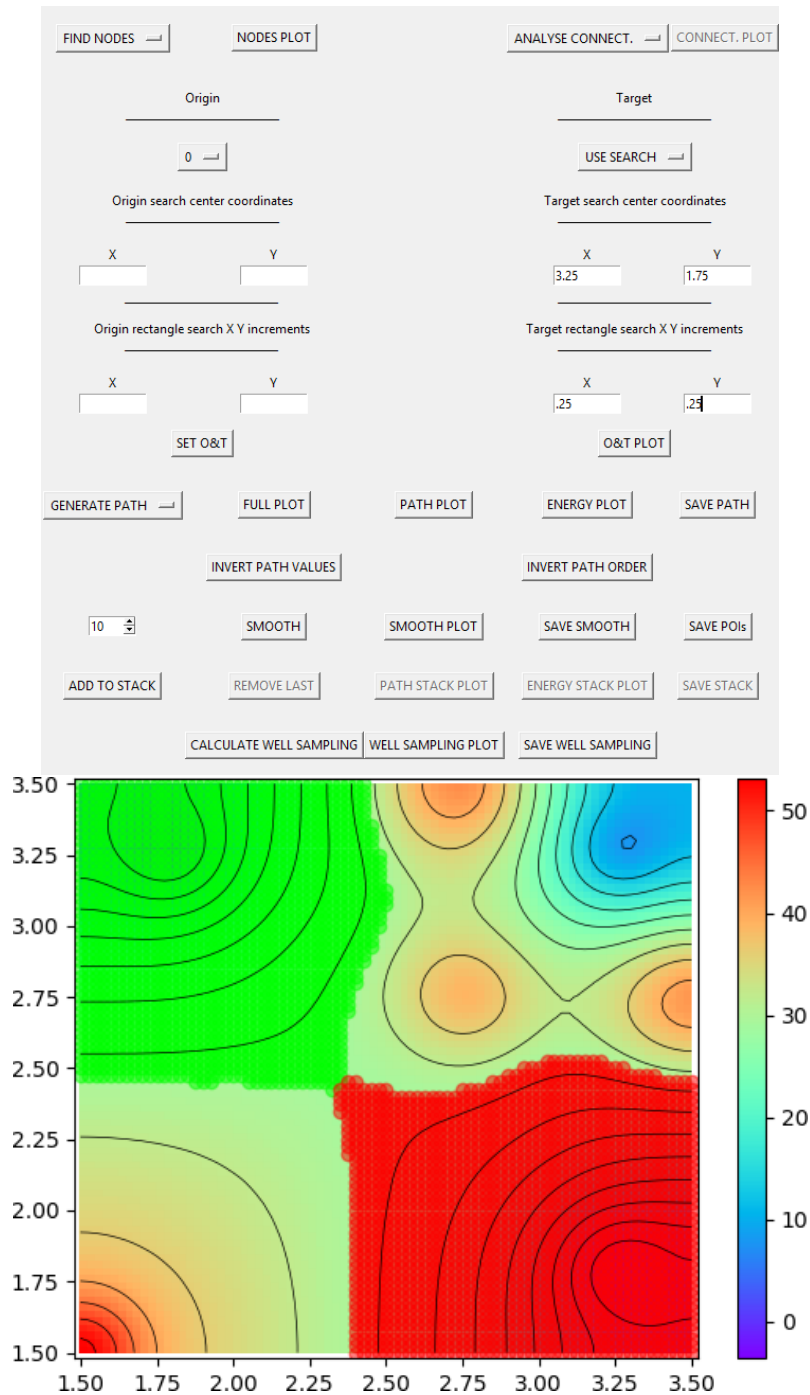 FIND NODES NODES PLOT ANALYSE CONNECT. CONNECT. PLOT
Origin Target
0 USE SEARCH
Origin search center coordinates Target search center coordinates
X Y X Y
3.25 1.75
Origin rectangle search X Y increments Target rectangle search X Y increments
X Y X Y
.25 .25
SET O&T O&T PLOT
GENERATE PATH FULL PLOT PATH PLOT ENERGY PLOT SAVE PATH
INVERT PATH VALUES INVERT PATH ORDER
10 SMOOTH SMOOTH PLOT SAVE SMOOTH SAVE POIs
ADD TO STACK REMOVE LAST PATH STACK PLOT ENERGY STACK PLOT SAVE STACK
CALCULATE WELL SAMPLING WELL SAMPLING PLOT SAVE WELL SAMPLING
3.50
50
3.25
3.00
40
2.75
30
2.50
2.25
20
2.00
10
1.75
0
1.50
1.50 1.75 2.00 2.25 2.50 2.75 3.00 3.25 3.50